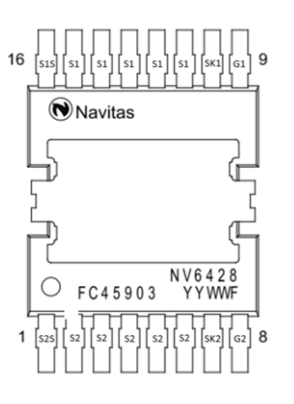 16 S1S S1 S1 S1 S1 S1 SK1 G1 9
Navitas
NV6428
FC45903 YYWWF
1 S2S S2 S2 S2 S2 S2 SK2 G2 8